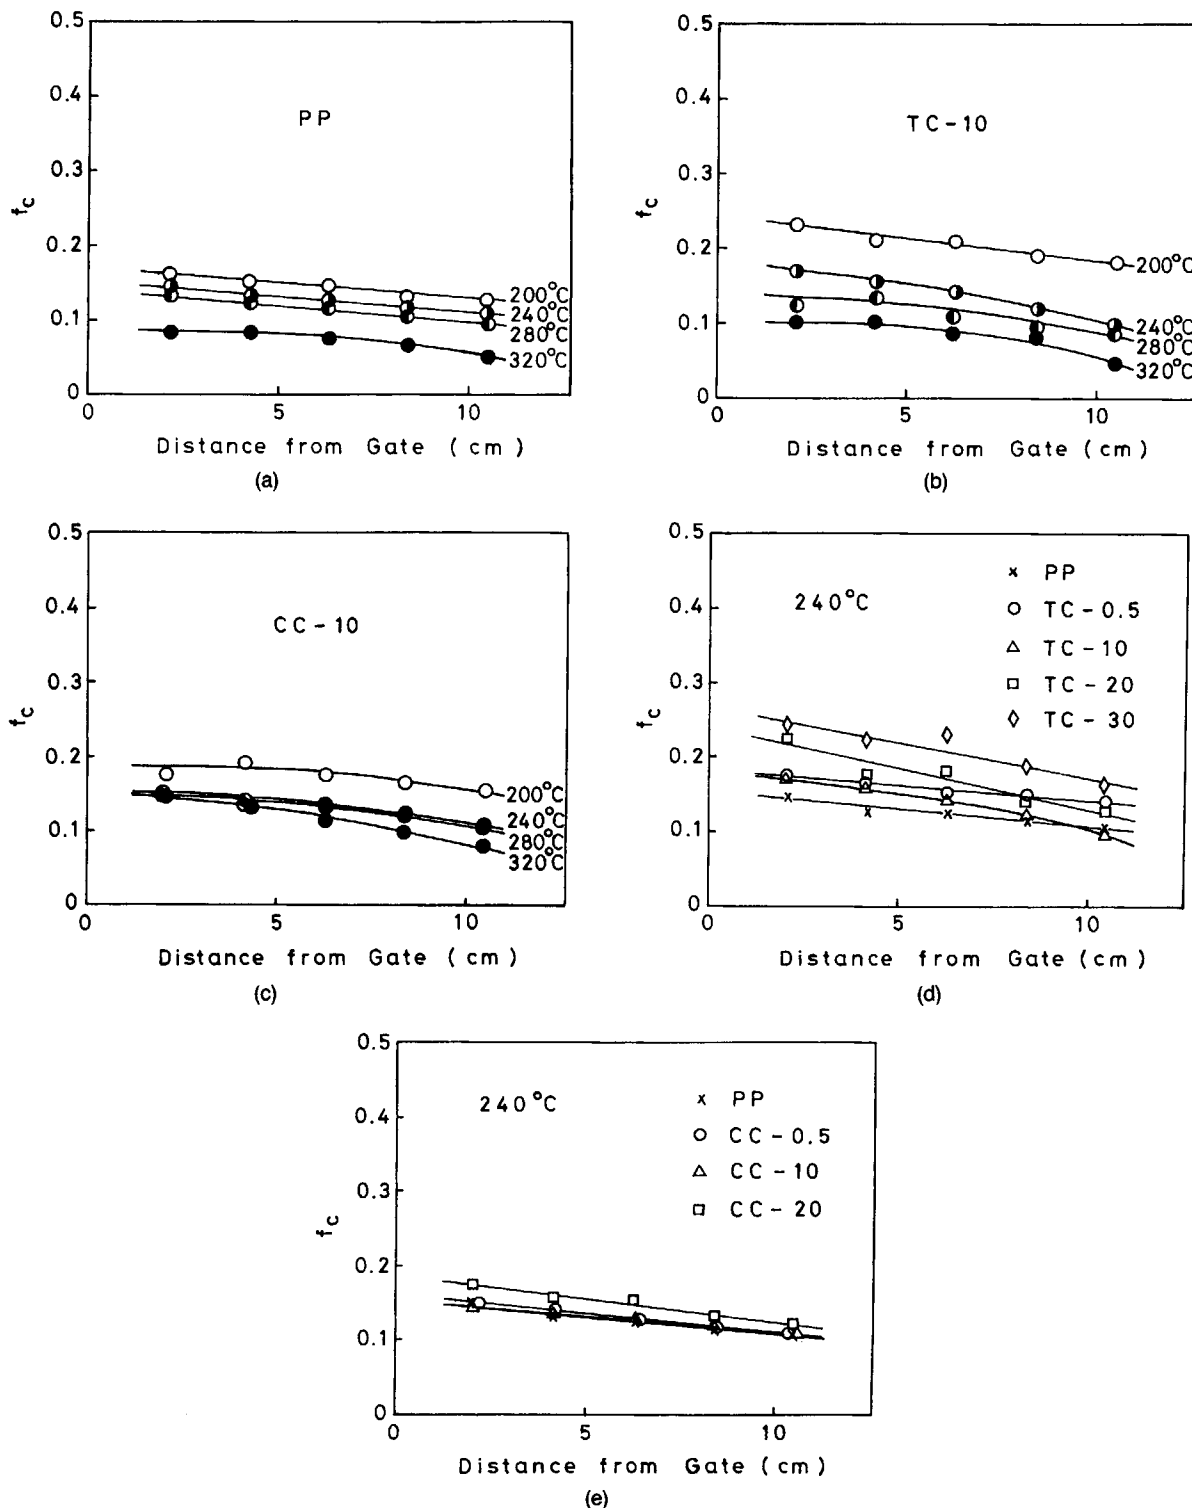 0.5
0.4
0.3
0.2
0.1
0
fc
PP
200°C
240°C
280°C
320°C
0 5 10
Distance from Gate (cm)
(a)
0.5
0.4
0.3
0.2
0.1
0
fc
TC-10
200°C
240°C
280°C
320°C
0 5 10
Distance from Gate (cm)
(b)
0.5
0.4
0.3
0.2
0.1
0
fc
CC-10
200°C
240°C
280°C
320°C
0 5 10
Distance from Gate (cm)
(c)
0.5
0.4
0.3
0.2
0.1
0
fc
240°C
PP
TC-0.5
TC-10
TC-20
TC-30
0 5 10
Distance from Gate (cm)
(d)
0.5
0.4
0.3
0.2
0.1
0
fc
240°C
PP
CC-0.5
CC-10
CC-20
0 5 10
Distance from Gate (cm)
(e)